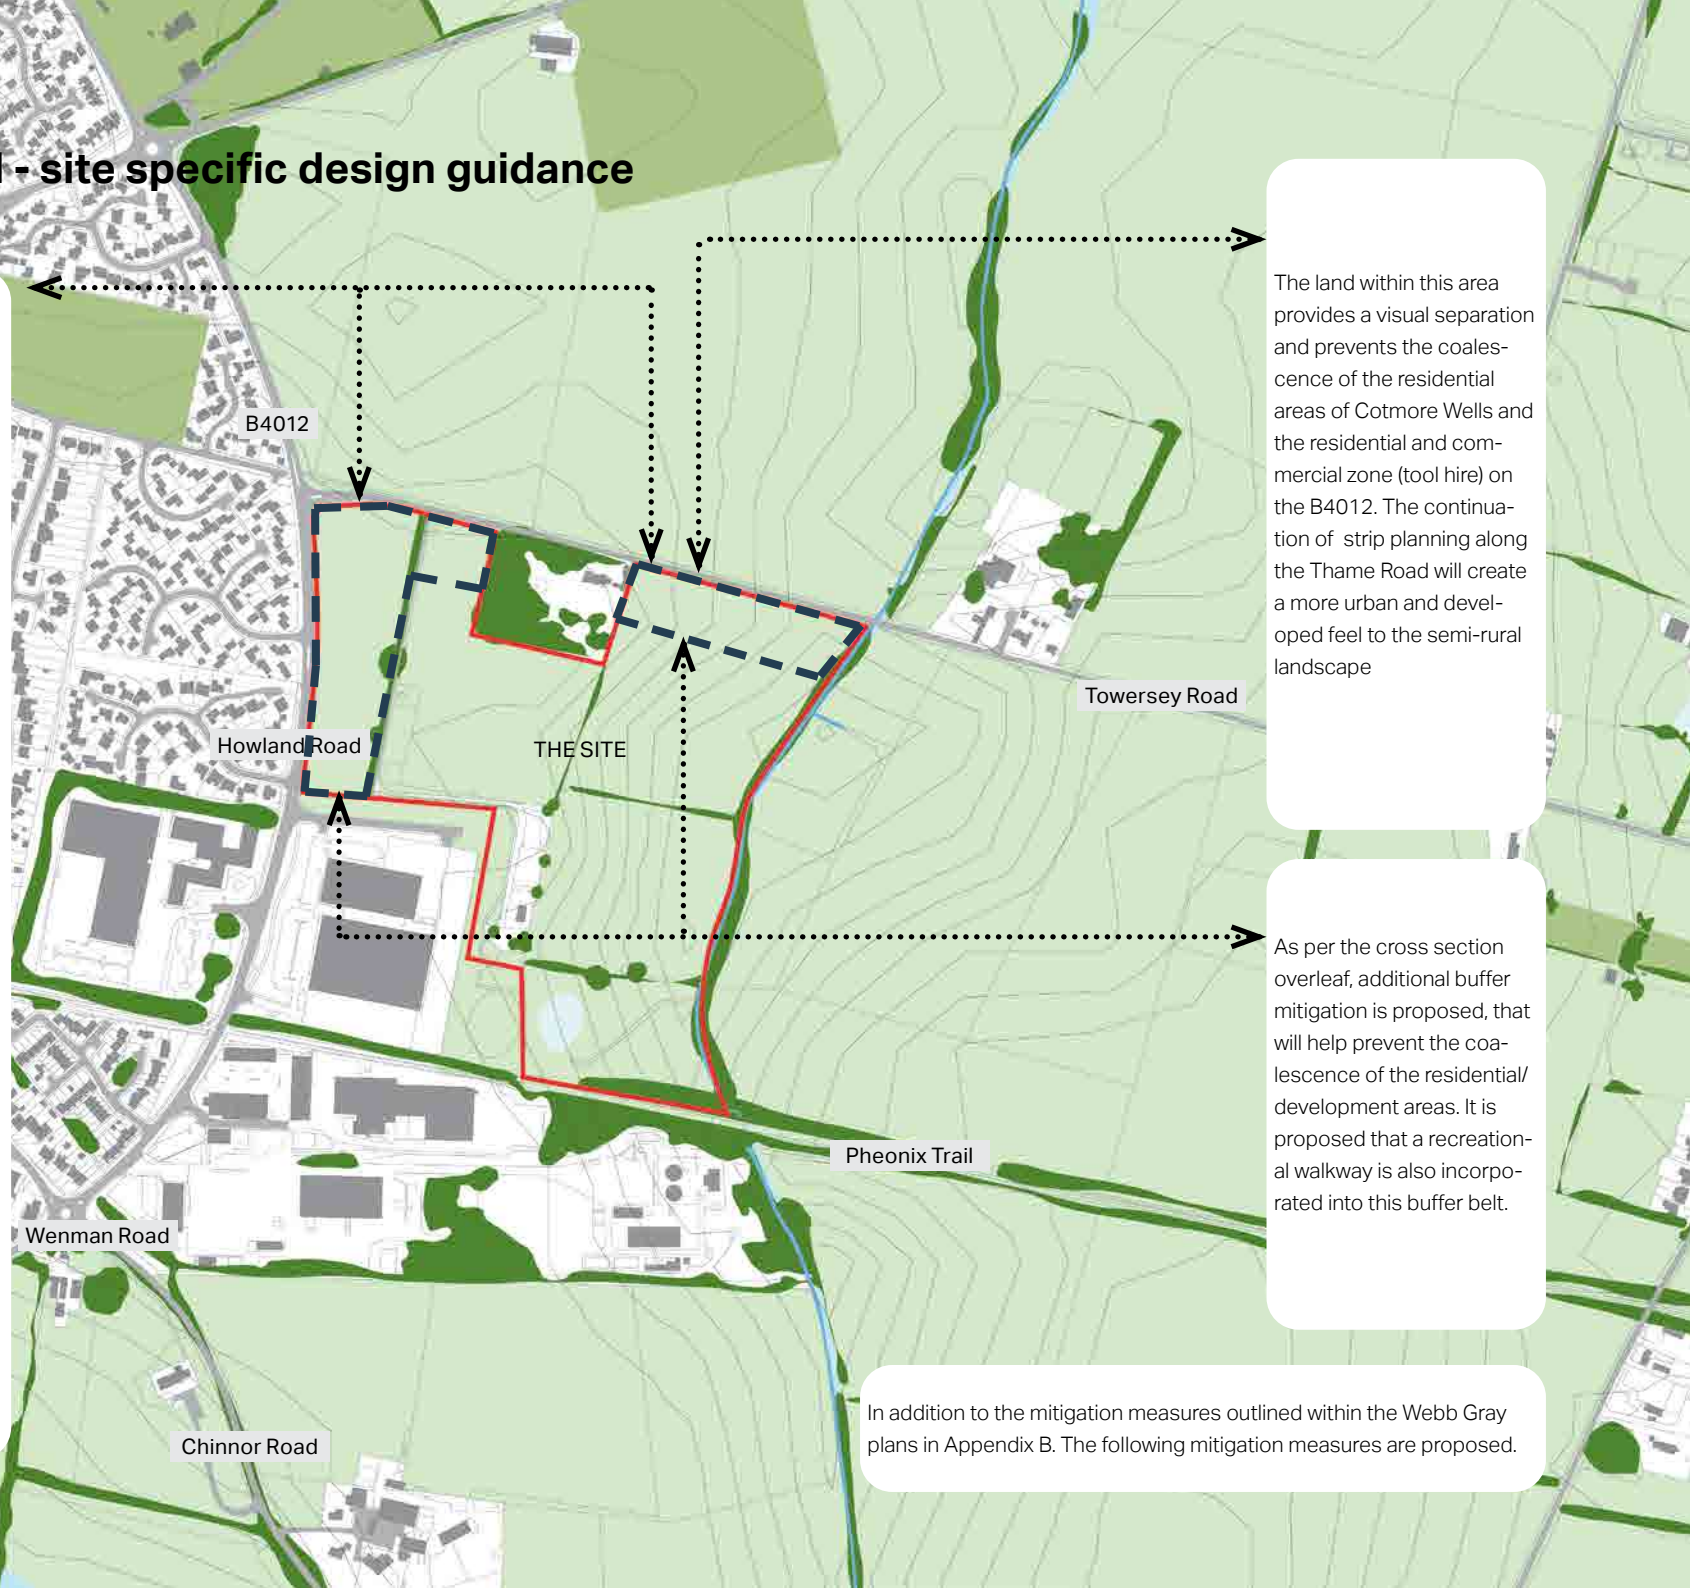 - site specific design guidance
The land within this area
provides a visual separation
and prevents the coales-
cence of the residential
areas of Cotmore Wells and
the residential and com-
mercial zone (tool hire) on
the B4012. The continua-
tion of  strip planning along
the Thame Road will create
a more urban and devel-
oped feel to the semi-rural
landscape
B4012
Towersey Road
Howland Road
THE SITE
As per the cross section
overleaf, additional buffer
mitigation is proposed, that
will help prevent the coa-
lescence of the residential/
development areas. It is
proposed that a recreation-
al walkway is also incorpo-
rated into this buffer belt.
Pheonix Trail
Wenman Road
Chinnor Road
In addition to the mitigation measures outlined within the Webb Gray
plans in Appendix B. The following mitigation measures are proposed.